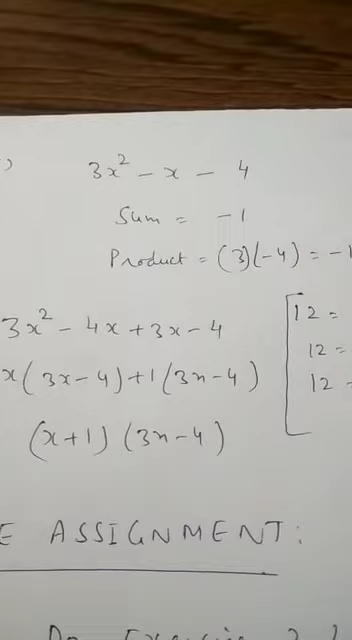 )
3x² - x - 4
Sum = -1
Product = (3)(-4) = -1
3x² - 4x + 3x - 4
12 =
x(3x - 4) + 1(3x - 4)
12 =
12
(x+1) (3x - 4)
E ASSIGNMENT: